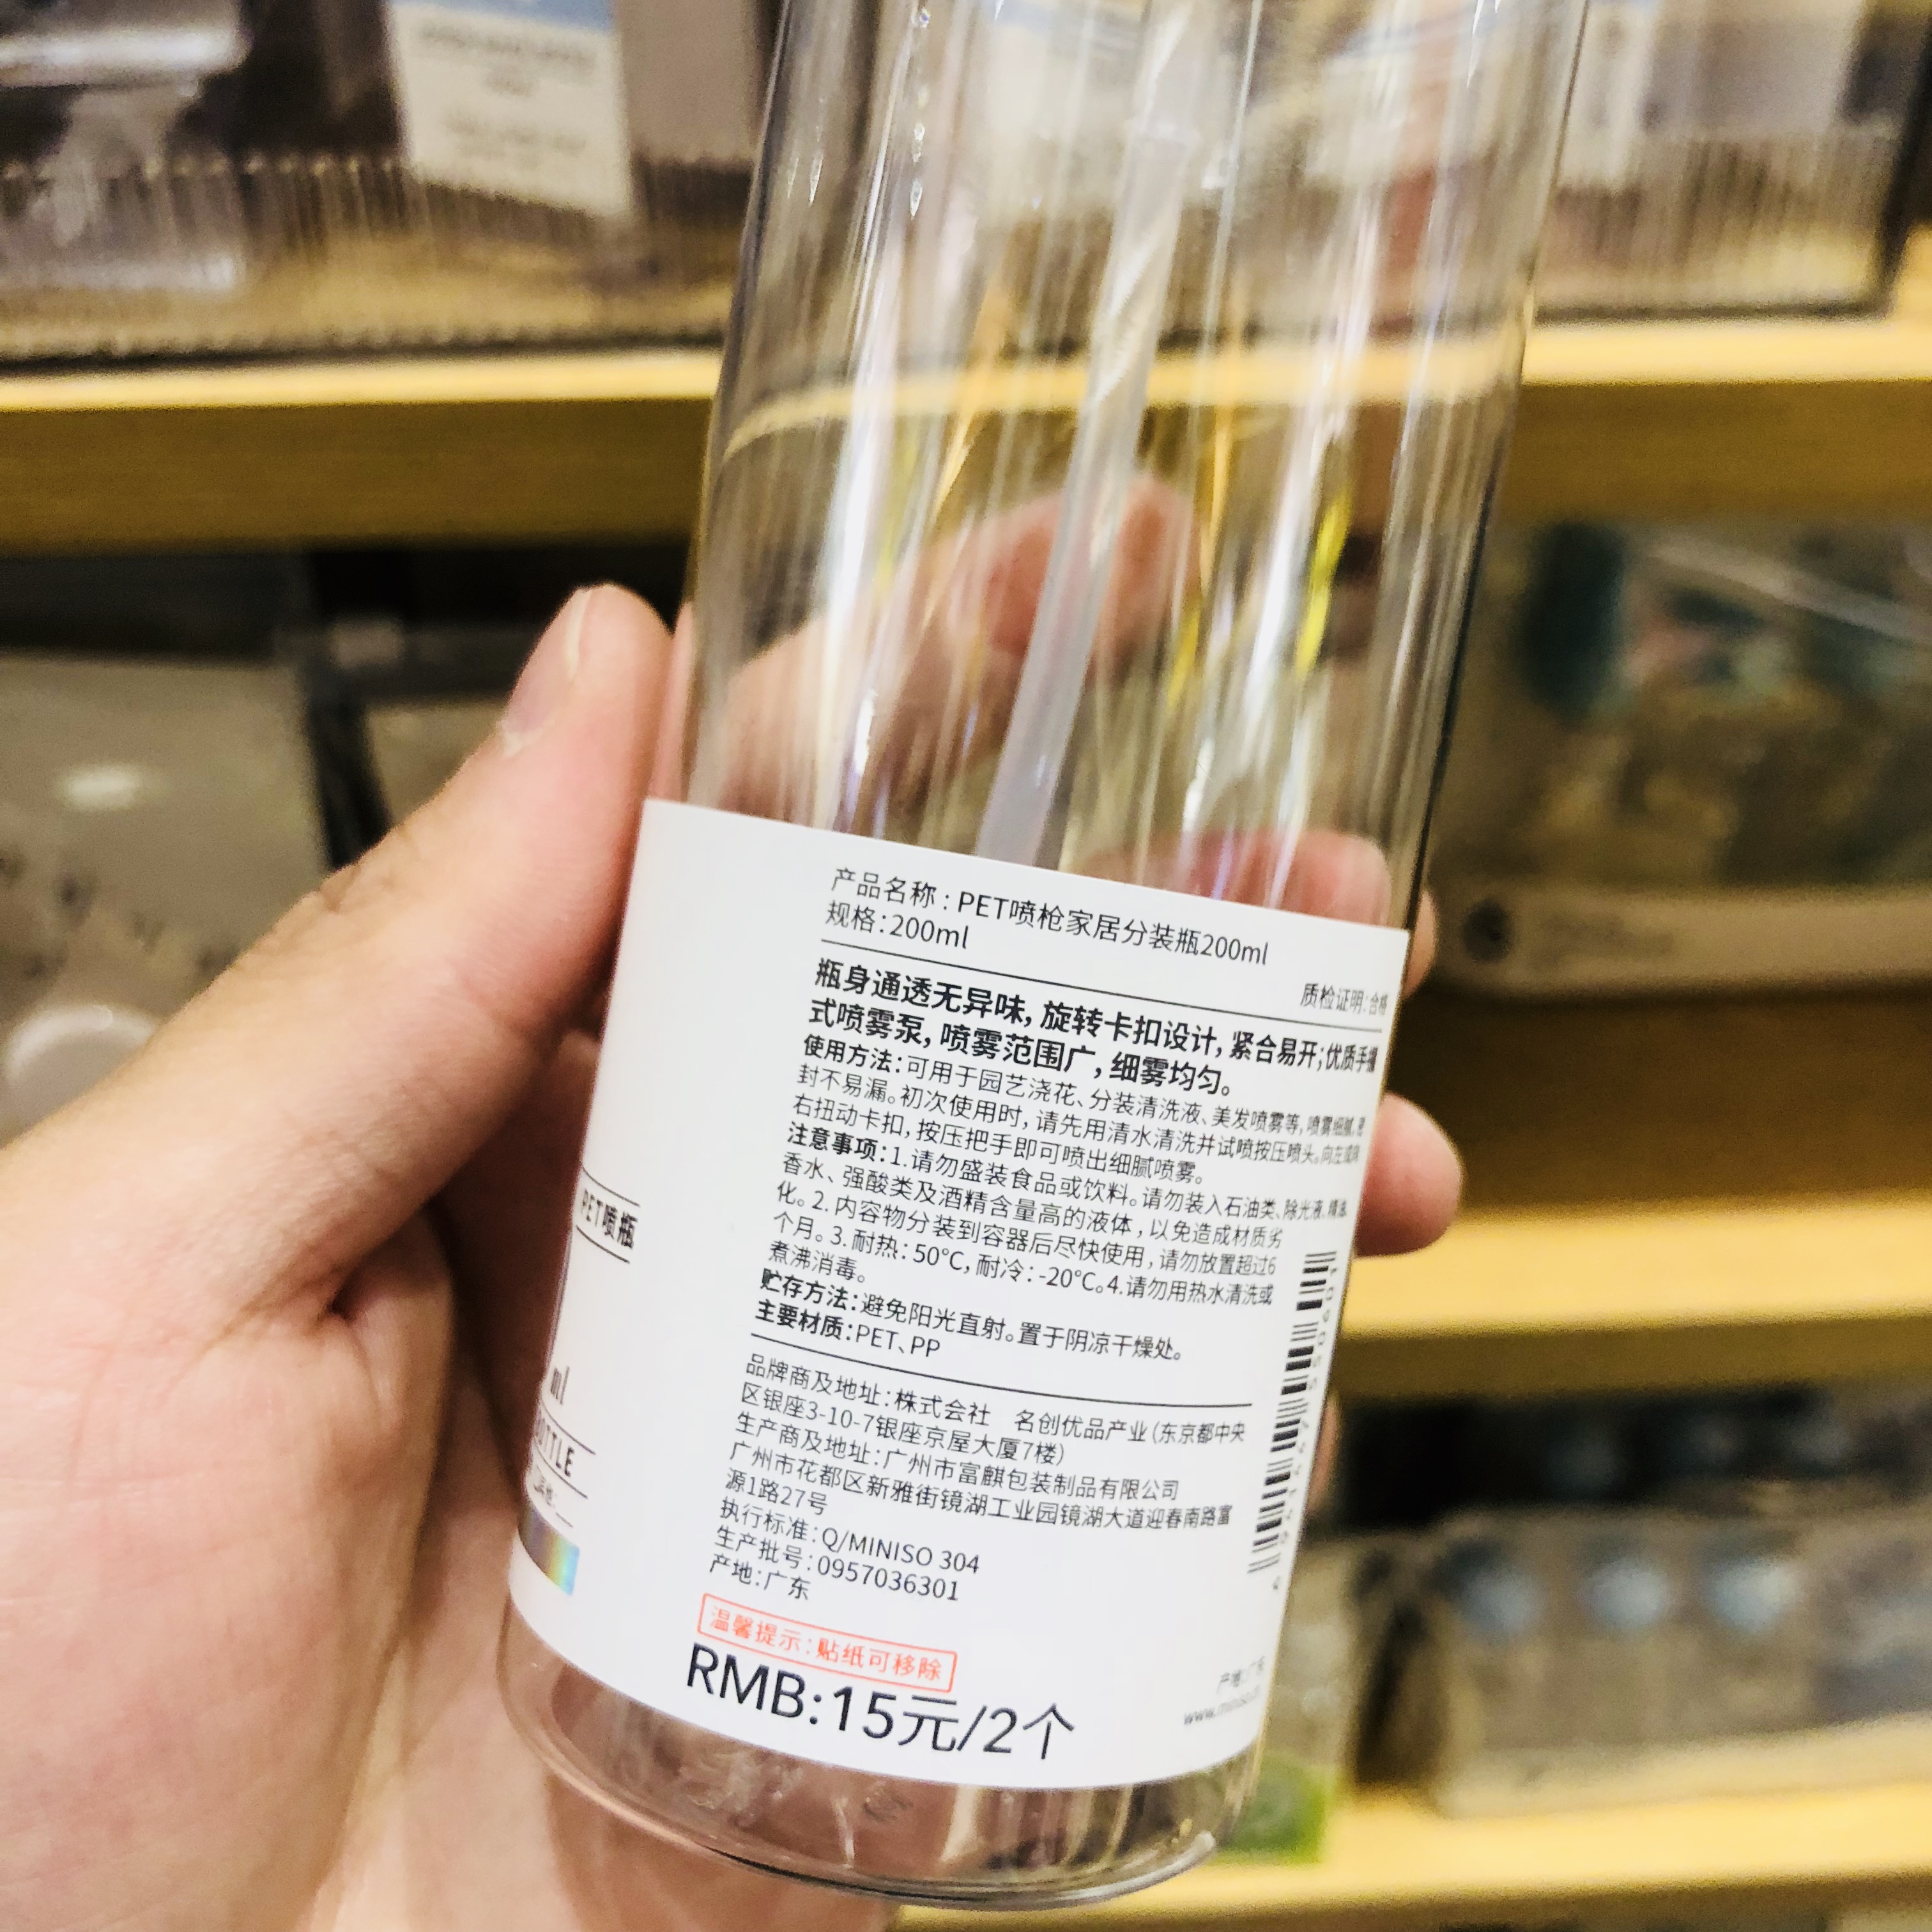 产品名称：PET喷枪家居分装瓶200ml
规格：200ml
质检证明：合格
瓶身通透无异味，旋转卡扣设计，紧合易开；优质手握
式喷雾泵，喷雾范围广，细雾均匀。
使用方法：可用于园艺浇花、分装清洗液、美发喷雾等，喷雾细腻，密
封不易漏。初次使用时，请先用清水清洗并试喷按压喷头。向左或向
右扭动卡扣，按压把手即可喷出细腻喷雾。
注意事项：1.请勿盛装食品或饮料。请勿装入石油类、除光液、精油、
香水、强酸类及酒精含量高的液体，以免造成材质劣
化。2.内容物分装到容器后尽快使用，请勿放置超过6
个月。3.耐热：50°C，耐冷：-20°C。4.请勿用热水清洗或
煮沸消毒。
贮存方法：避免阳光直射。置于阴凉干燥处。
主要材质：PET、PP
品牌商及地址：株式会社 名创优品产业（东京都中央
区银座3-10-7银座京屋大厦7楼）
生产商及地址：广州市富麒包装制品有限公司
广州市花都区新雅街镜湖工业园镜湖大道迎春南路富
源1路27号
执行标准：Q/MINISO 304
生产批号：0957036301
产地：广东
温馨提示：贴纸可移除
RMB:15元/2个
PET喷瓶
ml
BOTTLE
产地：广东